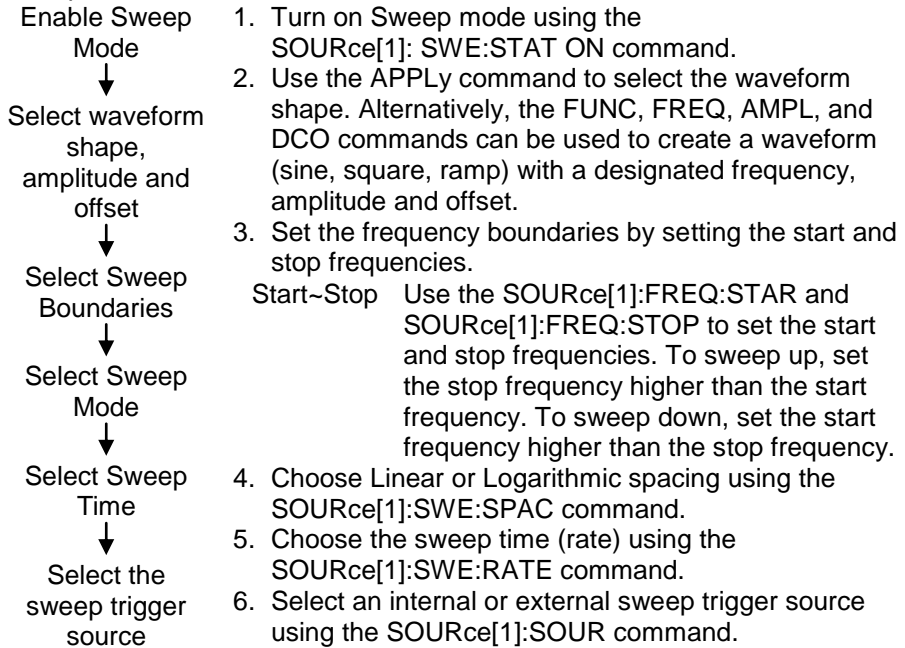 Enable Sweep
Mode
Select waveform
shape,
amplitude and
offset
Select Sweep
Boundaries
Select Sweep
Mode
Select Sweep
Time
Select the
sweep trigger
source
1. Turn on Sweep mode using the
SOURce[1]: SWE:STAT ON command.
2. Use the APPLy command to select the waveform
shape. Alternatively, the FUNC, FREQ, AMPL, and
DCO commands can be used to create a waveform
(sine, square, ramp) with a designated frequency,
amplitude and offset.
3. Set the frequency boundaries by setting the start and
stop frequencies.
Start~Stop Use the SOURce[1]:FREQ:STAR and
SOURce[1]:FREQ:STOP to set the start
and stop frequencies. To sweep up, set
the stop frequency higher than the start
frequency. To sweep down, set the start
frequency higher than the stop frequency.
4. Choose Linear or Logarithmic spacing using the
SOURce[1]:SWE:SPAC command.
5. Choose the sweep time (rate) using the
SOURce[1]:SWE:RATE command.
6. Select an internal or external sweep trigger source
using the SOURce[1]:SOUR command.